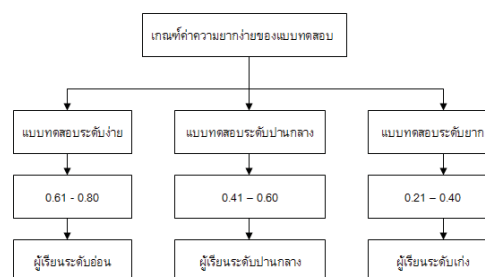 เกณฑ์ค่าความยากง่ายของแบบทดสอบ
แบบทดสอบระดับง่าย
แบบทดสอบระดับปานกลาง
แบบทดสอบระดับยาก
0.61 - 0.80
0.41 – 0.60
0.21 – 0.40
ผู้เรียนระดับอ่อน
ผู้เรียนระดับปานกลาง
ผู้เรียนระดับเก่ง